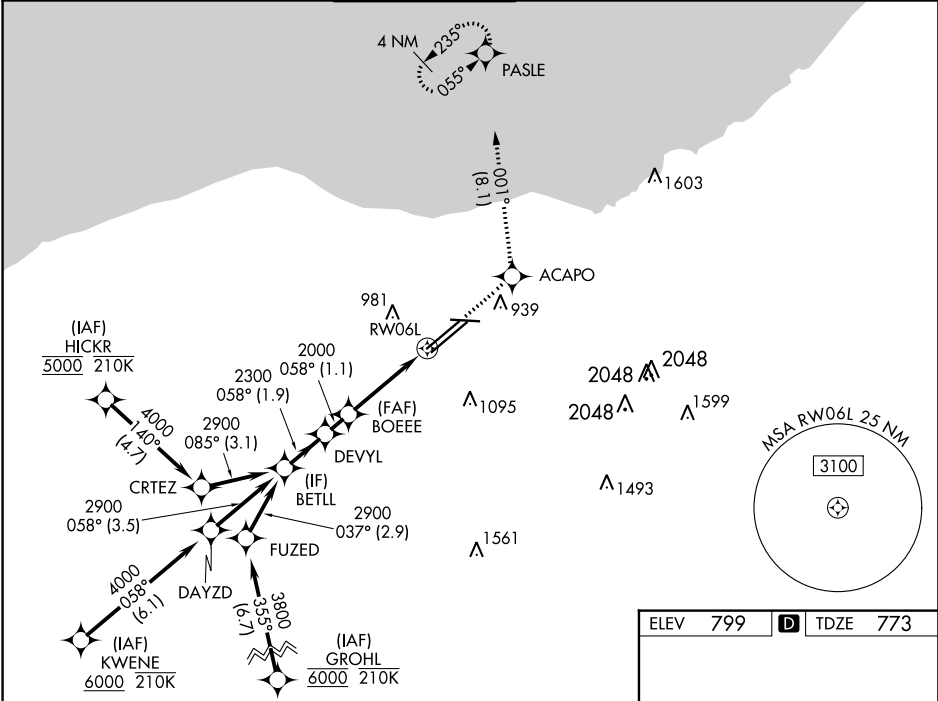 4 NM
235°
055°
PASLE
001°
(8.1)
1603
ACAPO
981
939
RW06L
(IAF)
HICKR
5000 210K
2000
058° (1.1)
2300
058° (1.9)
2048
2048
2048
4000
140°
(4.7)
2900
085° (3.1)
(FAF)
BOEEE
1095
1599
DEVYL
MSA RW06L 25 NM
3100
CRTEZ
(IF)
BETLL
1493
2900
058° (3.5)
2900
037° (2.9)
FUZED
1561
DAYZD
4000
058°
(6.1)
3800
355°
(6.7)
(IAF)
KWENE
6000 210K
(IAF)
GROHL
6000 210K
ELEV 799 D TDZE 773